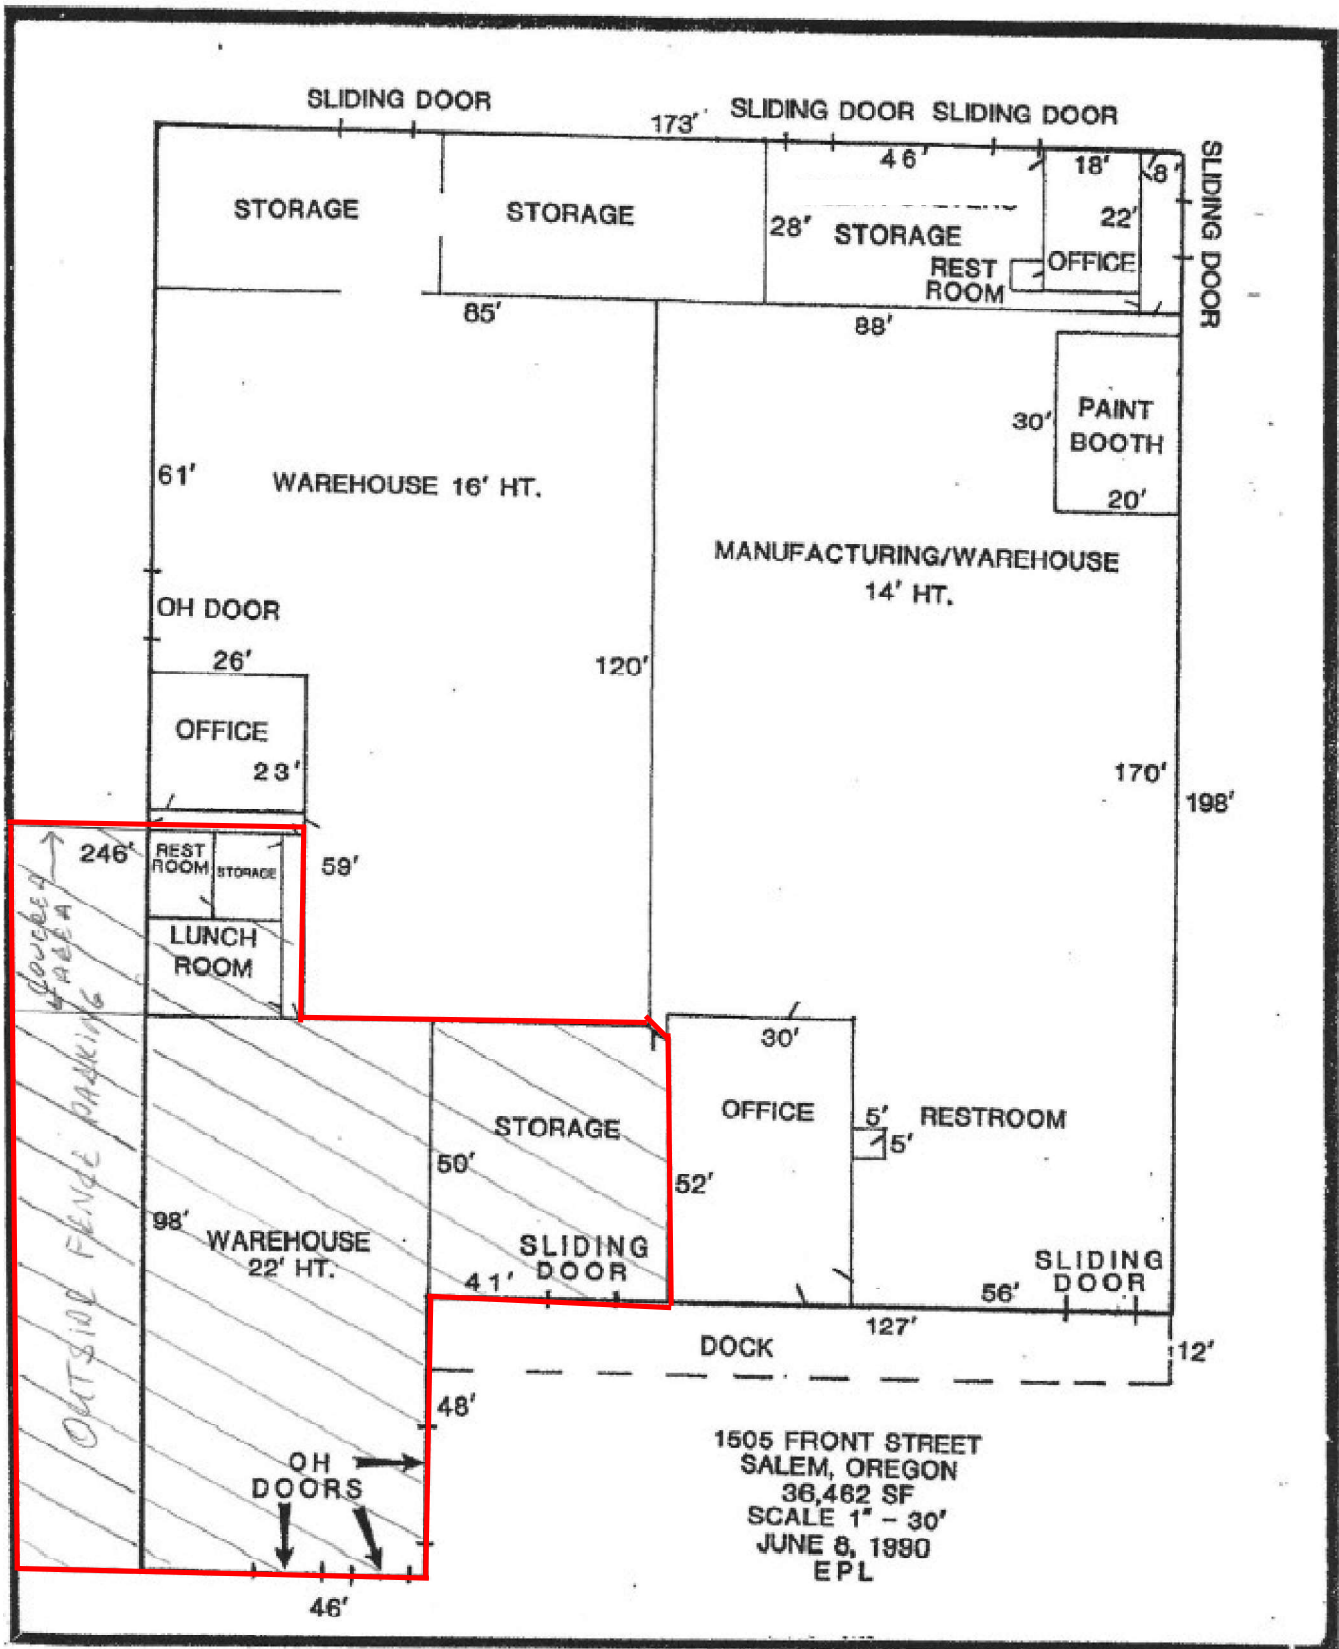 SLIDING DOOR
173'
SLIDING DOOR SLIDING DOOR
SLIDING DOOR
46'
18'
8'
STORAGE
STORAGE
28'
STORAGE
22'
OFFICE
REST
ROOM
85'
88'
30'
PAINT
BOOTH
20'
61'
WAREHOUSE 16' HT.
MANUFACTURING/WAREHOUSE
14' HT.
OH DOOR
26'
120'
OFFICE
23'
170'
198'
246'
REST
ROOM
STORAGE
59'
LUNCH
ROOM
COVERED
AREA
OUTSIDE FENCE PARKING
30'
OFFICE
5'
5'
RESTROOM
STORAGE
50'
52'
98'
WAREHOUSE
22' HT.
SLIDING
DOOR
41'
SLIDING
DOOR
56'
127'
DOCK
12'
48'
OH
DOORS
46'
1505 FRONT STREET
SALEM, OREGON
36,462 SF
SCALE 1" - 30'
JUNE 8, 1990
EPL